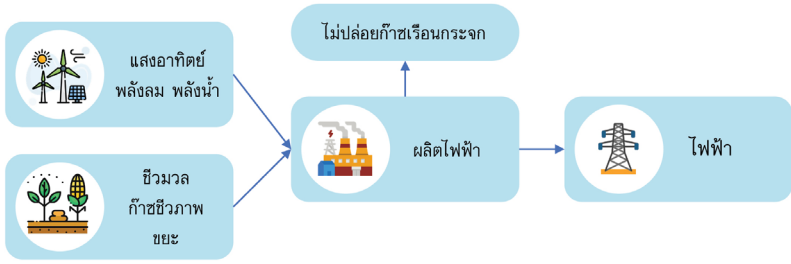 ไม่ปล่อยก๊าซเรือนกระจก
แสงอาทิตย์
พลังลม พลังน้ำ
ผลิตไฟฟ้า
ไฟฟ้า
ชีวมวล
ก๊าซชีวภาพ
ขยะ